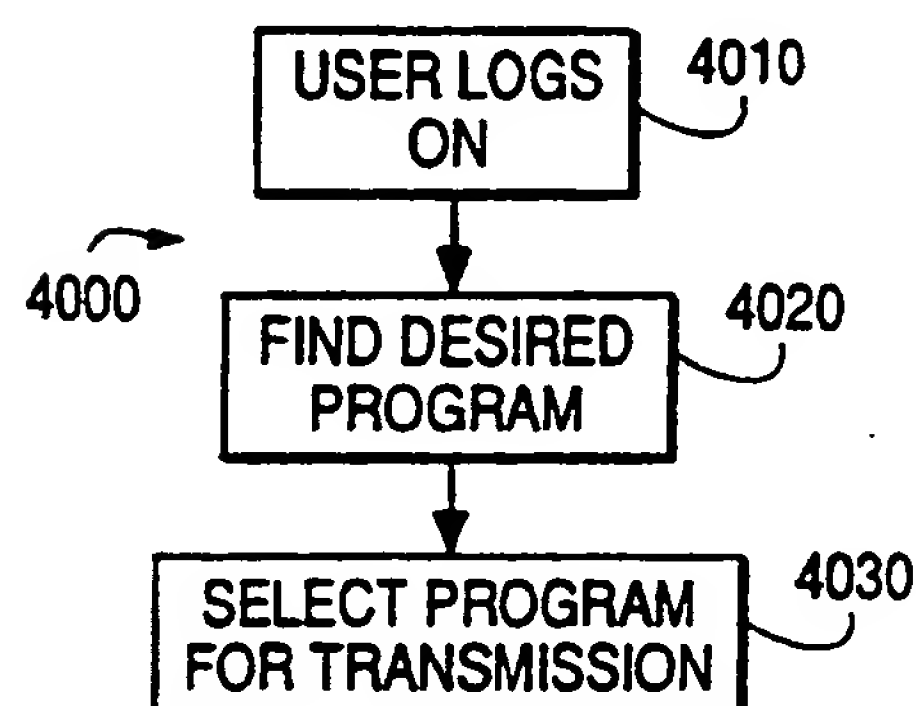 USER LOGS
ON
4010
4000
FIND DESIRED
PROGRAM
4020
SELECT PROGRAM
FOR TRANSMISSION
4030